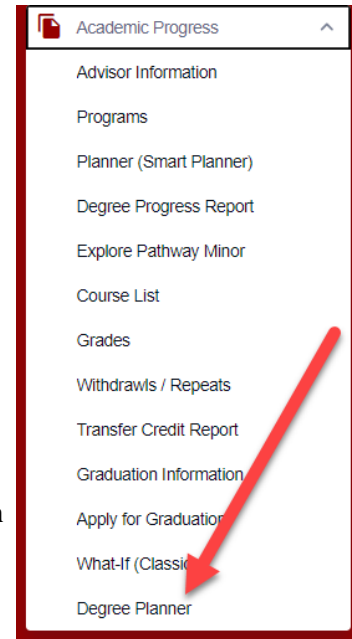 Academic Progress
Advisor Information
Programs
Planner (Smart Planner)
Degree Progress Report
Explore Pathway Minor
Course List
Grades
Withdrawls / Repeats
Transfer Credit Report
Graduation Information
Apply for Graduation
What-If (Classic
Degree Planner